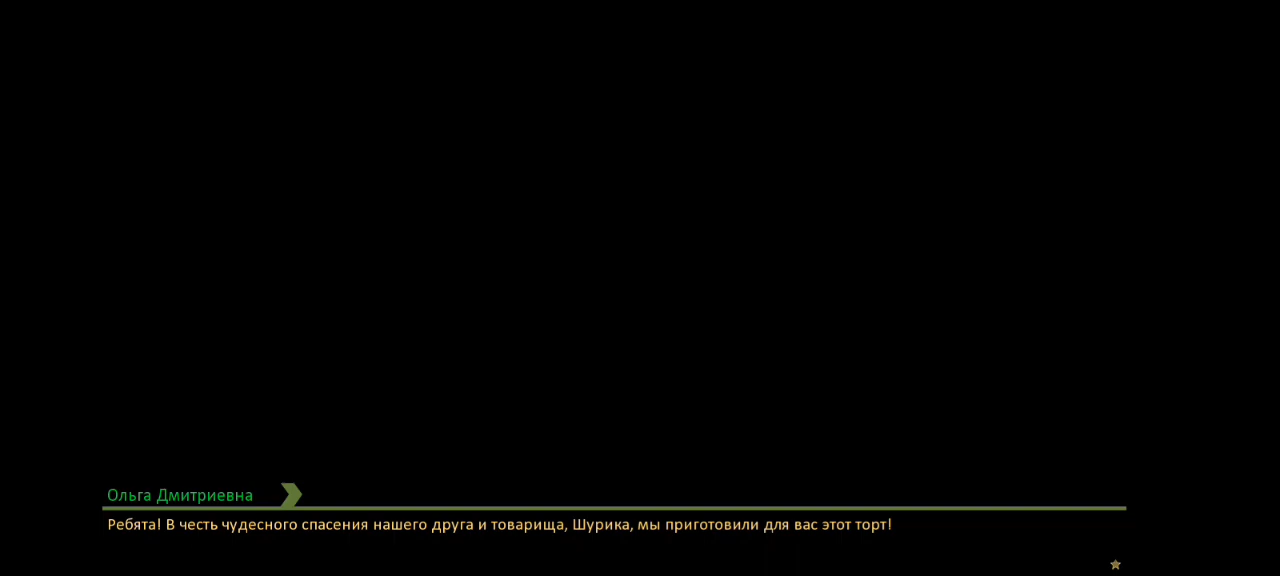 Ольга Дмитриевна
Ребята! В честь чудесного спасения нашего друга и товарища, Шурика, мы приготовили для вас этот торт!